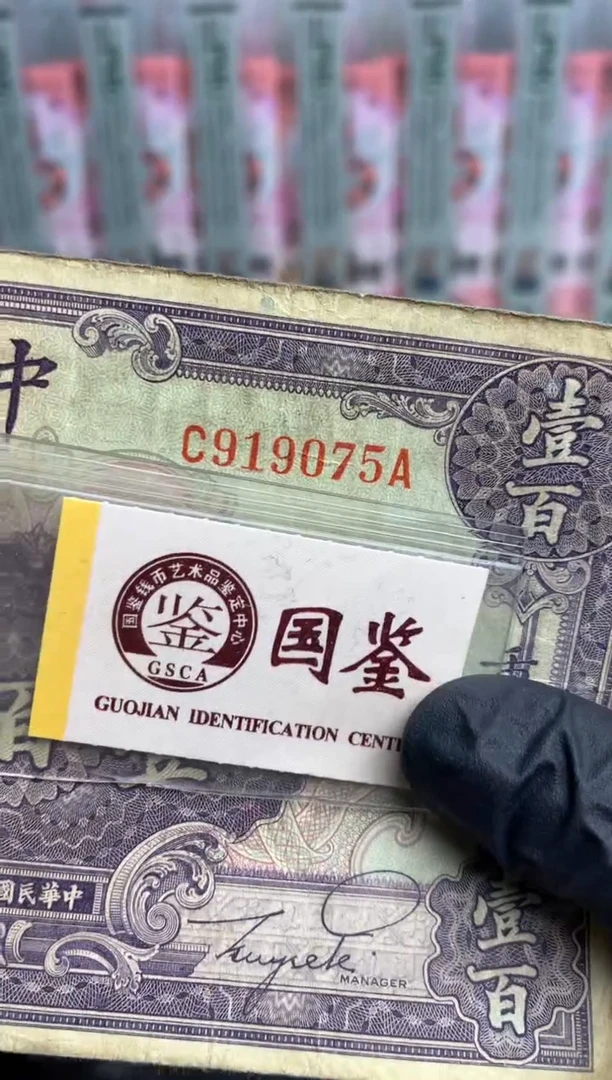 中
C919075A
壹百
国鉴钱币艺术品鉴定中心
鉴
GSCA
国鉴
GUOJIAN IDENTIFICATION CENT
國民華中
MANAGER
壹百